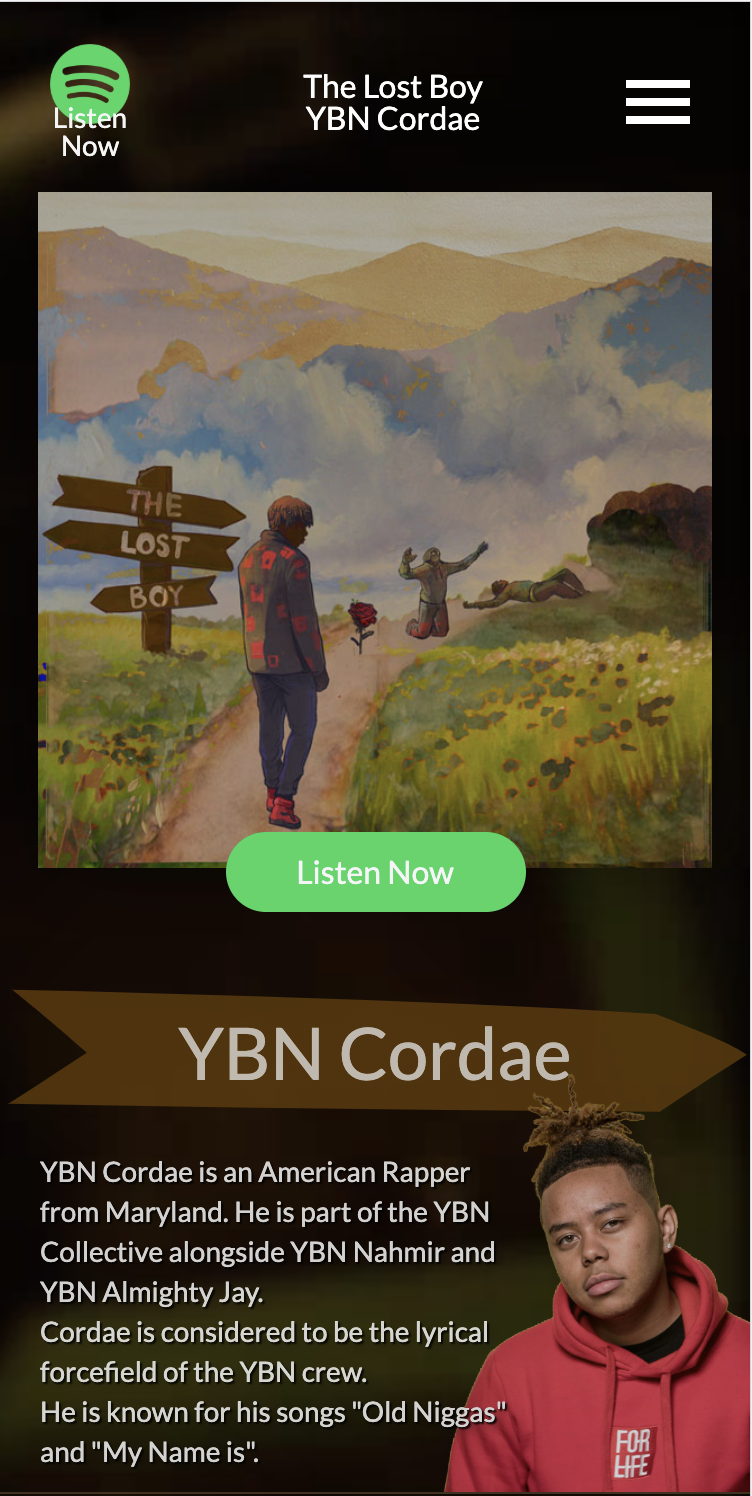 Listen
Now
The Lost Boy
YBN Cordae
THE
LOST
BOY
Listen Now
YBN Cordae
YBN Cordae is an American Rapper
from Maryland. He is part of the YBN
Collective alongside YBN Nahmir and
YBN Almighty Jay.
Cordae is considered to be the lyrical
forcefield of the YBN crew.
He is known for his songs "Old Niggas"
and "My Name is".
FOR
LIFE